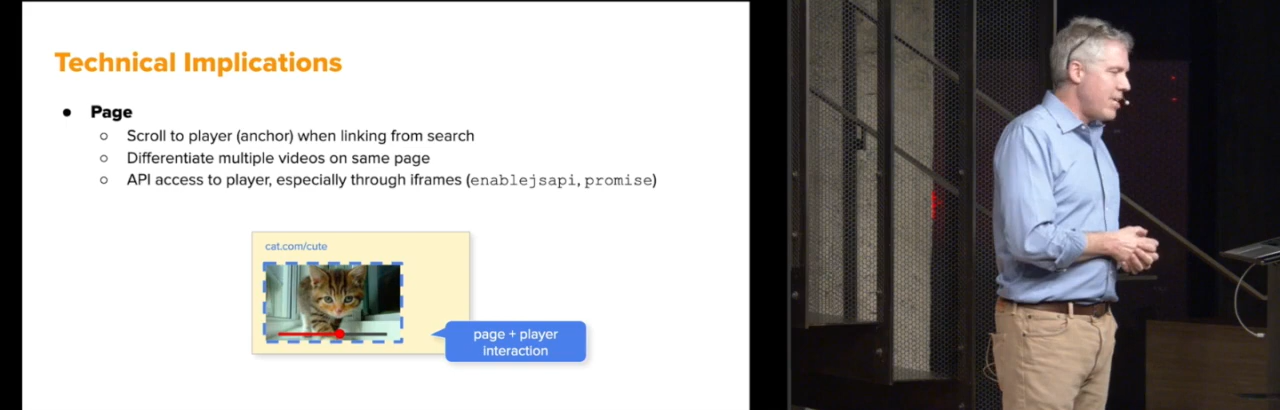 Technical Implications
● Page
○ Scroll to player (anchor) when linking from search
○ Differentiate multiple videos on same page
○ API access to player, especially through iframes (enablejsapi, promise)
cat.com/cute
page + player
interaction